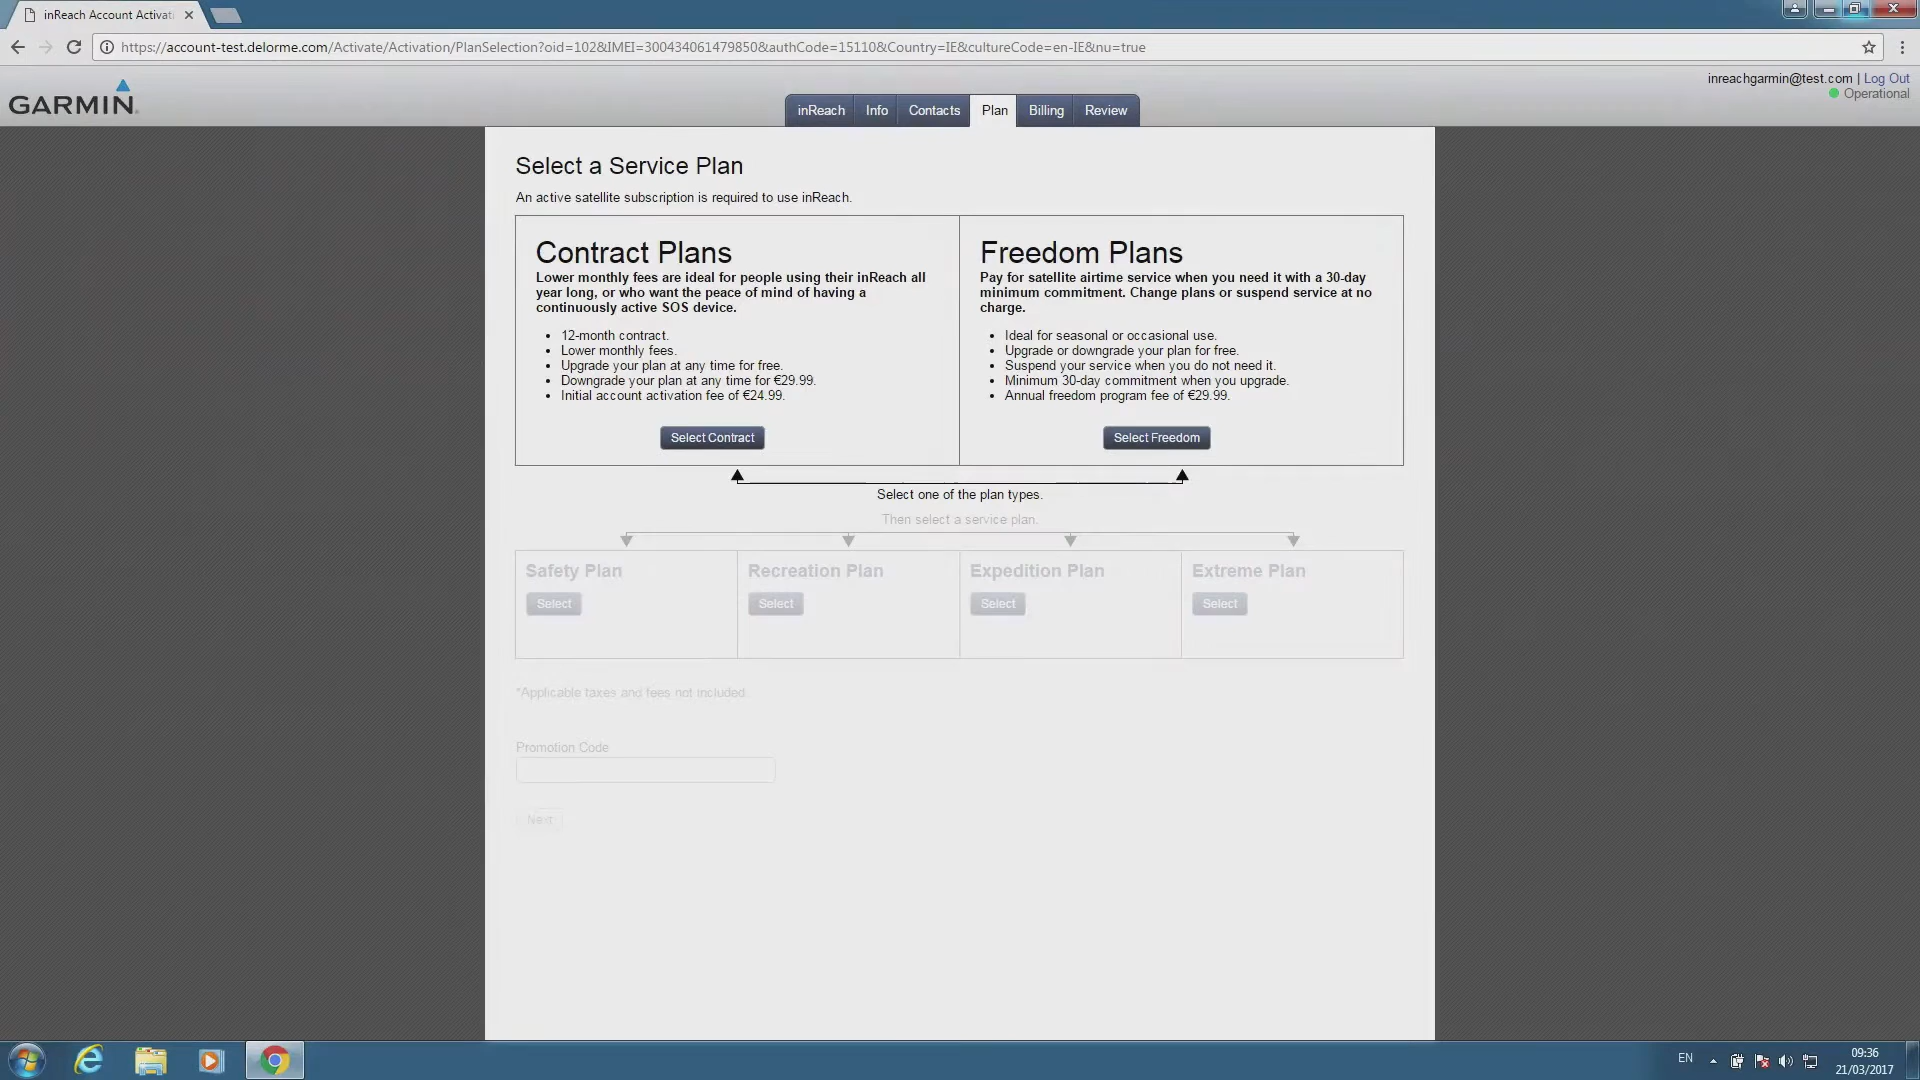 inReach Account Activat
https://account-test.delorme.com/Activate/Activation/PlanSelection?oid=102&IMEI=300434061479850&authCode=15110&Country=IE&cultureCode=en-IE&nu=true
GARMIN
inreachgarmin@test.com | Log Out
Operational
inReach Info Contacts Plan Billing Review
Select a Service Plan
An active satellite subscription is required to use inReach.
Contract Plans
Lower monthly fees are ideal for people using their inReach all
year long, or who want the peace of mind of having a
continuously active SOS device.
• 12-month contract.
• Lower monthly fees.
• Upgrade your plan at any time for free.
• Downgrade your plan at any time for €29.99.
• Initial account activation fee of €24.99.
Select Contract
Freedom Plans
Pay for satellite airtime service when you need it with a 30-day
minimum commitment. Change plans or suspend service at no
charge.
• Ideal for seasonal or occasional use.
• Upgrade or downgrade your plan for free.
• Suspend your service when you do not need it.
• Minimum 30-day commitment when you upgrade.
• Annual freedom program fee of €29.99.
Select Freedom
Select one of the plan types.
Then select a service plan.
Safety Plan
Select
Recreation Plan
Select
Expedition Plan
Select
Extreme Plan
Select
*Applicable taxes and fees not included.
Promotion Code
Next
EN
09:36
21/03/2017